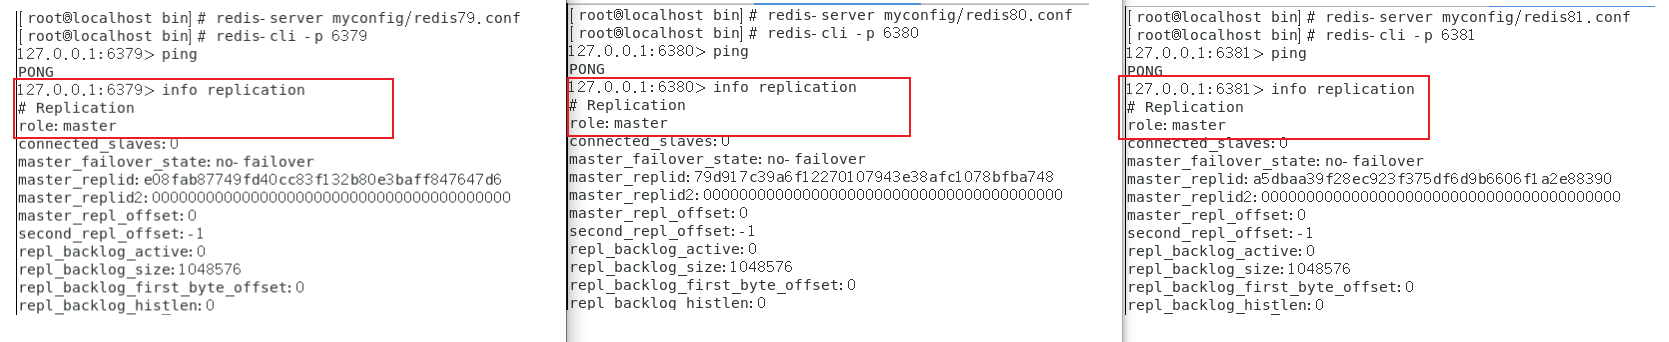 [root@localhost bin]# redis-server myconfig/redis79.conf
[root@localhost bin]# redis-cli -p 6379
127.0.0.1:6379> ping
PONG
127.0.0.1:6379> info replication
# Replication
role:master
connected_slaves:0
master_failover_state:no-failover
master_replid:e08fab87749fd40cc83f132b80e3baff847647d6
master_replid2:0000000000000000000000000000000000000000
master_repl_offset:0
second_repl_offset:-1
repl_backlog_active:0
repl_backlog_size:1048576
repl_backlog_first_byte_offset:0
repl_backlog_histlen:0
[root@localhost bin]# redis-server myconfig/redis80.conf
[root@localhost bin]# redis-cli -p 6380
127.0.0.1:6380> ping
PONG
127.0.0.1:6380> info replication
# Replication
role:master
connected_slaves:0
master_failover_state:no-failover
master_replid:79d917c39a6f12270107943e38afc1078bfba748
master_replid2:0000000000000000000000000000000000000000
master_repl_offset:0
second_repl_offset:-1
repl_backlog_active:0
repl_backlog_size:1048576
repl_backlog_first_byte_offset:0
repl_backlog_histlen:0
[root@localhost bin]# redis-server myconfig/redis81.conf
[root@localhost bin]# redis-cli -p 6381
127.0.0.1:6381> ping
PONG
127.0.0.1:6381> info replication
# Replication
role:master
connected_slaves:0
master_failover_state:no-failover
master_replid:a5dbaa39f28ec923f375df6d9b6606f1a2e88390
master_replid2:0000000000000000000000000000000000000000
master_repl_offset:0
second_repl_offset:-1
repl_backlog_active:0
repl_backlog_size:1048576
repl_backlog_first_byte_offset:0
repl_backlog_histlen:0